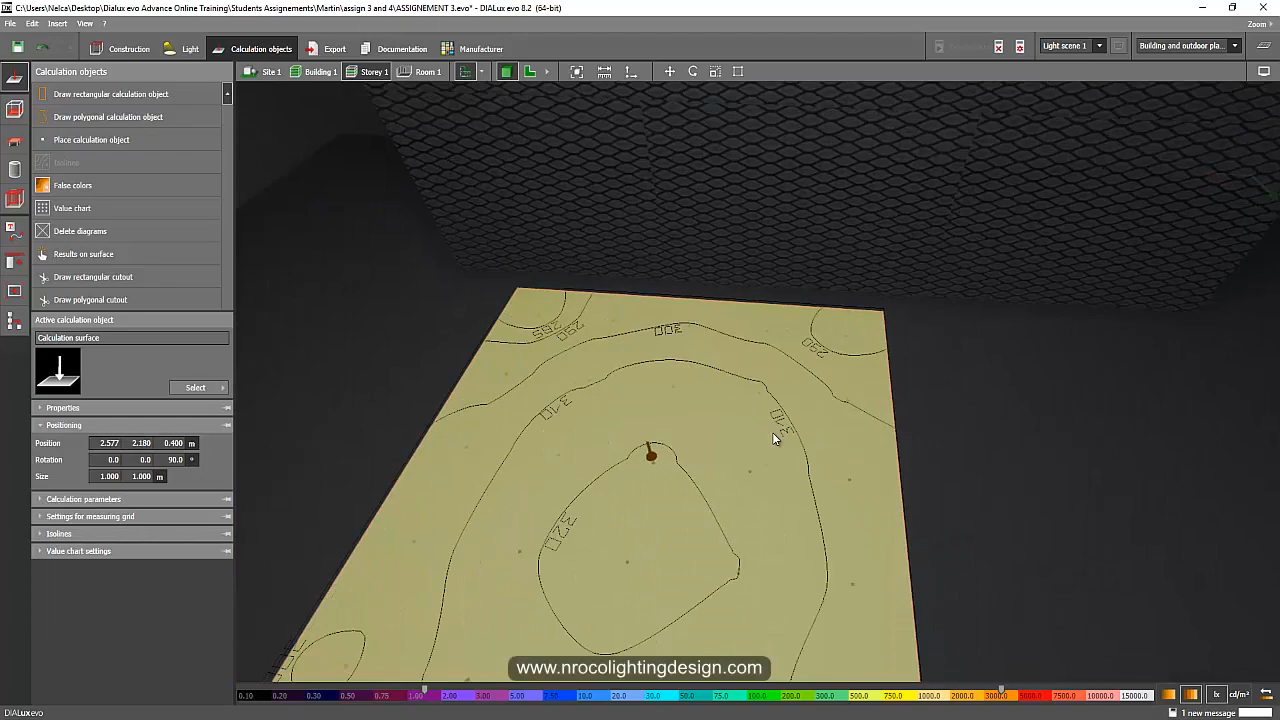 C:\Users\Nelca\Desktop\Dialux evo Advance Online Training\Students Assignements\Martin\assign 3 and 4\ASSIGNEMENT 3.evo* - DIALux evo 8.2 (64-bit)
File Edit Insert View ?
Zoom
Construction Light Calculation objects Export Documentation Manufacturer
Light scene 1 Building and outdoor pla...
Calculation objects
Site 1 Building 1 Storey 1 Room 1
Draw rectangular calculation object
Draw polygonal calculation object
Place calculation object
Isolines
False colors
Value chart
Delete diagrams
Results on surface
Draw rectangular cutout
Draw polygonal cutout
Active calculation object
Calculation surface
Select
Properties
Positioning
Position 2.577 2.180 0.400 m
Rotation 0.0 0.0 90.0 °
Size 1.000 1.000 m
Calculation parameters
Settings for measuring grid
Isolines
Value chart settings
265 290 300 290
310 310
320
www.nrocolightingdesign.com
0.10 0.20 0.30 0.50 0.75 1.00 2.00 3.00 5.00 7.50 10.0 20.0 30.0 50.0 75.0 100.0 200.0 300.0 500.0 750.0 1000.0 2000.0 3000.0 5000.0 7500.0 10000.0 15000.0 lx cd/m²
DIALuxevo
1 new message